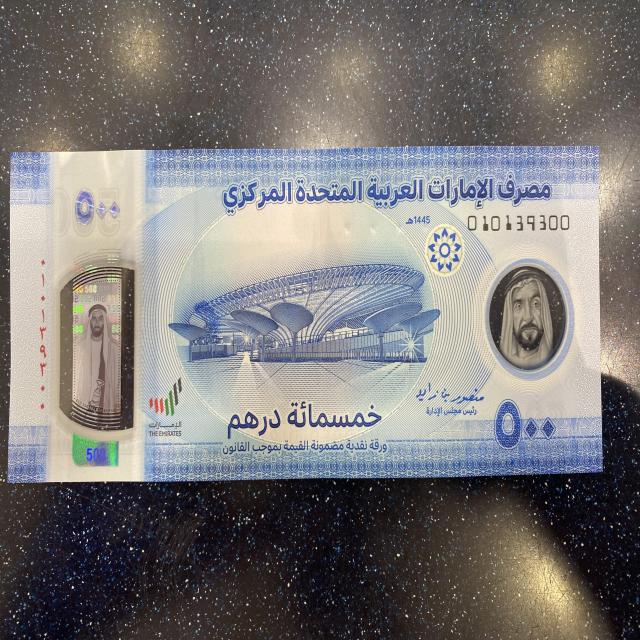 مصرف الإمارات العربية المتحدة المركزي
1445هـ
010139300
٥٠٠
٠١٠١٣٩٣٠٠
الإمارات
THE EMIRATES
500
منصور بن زايد
رئيس مجلس الإدارة
خمسمائة درهم
٥٠٠
ورقة نقدية مضمونة القيمة بموجب القانون